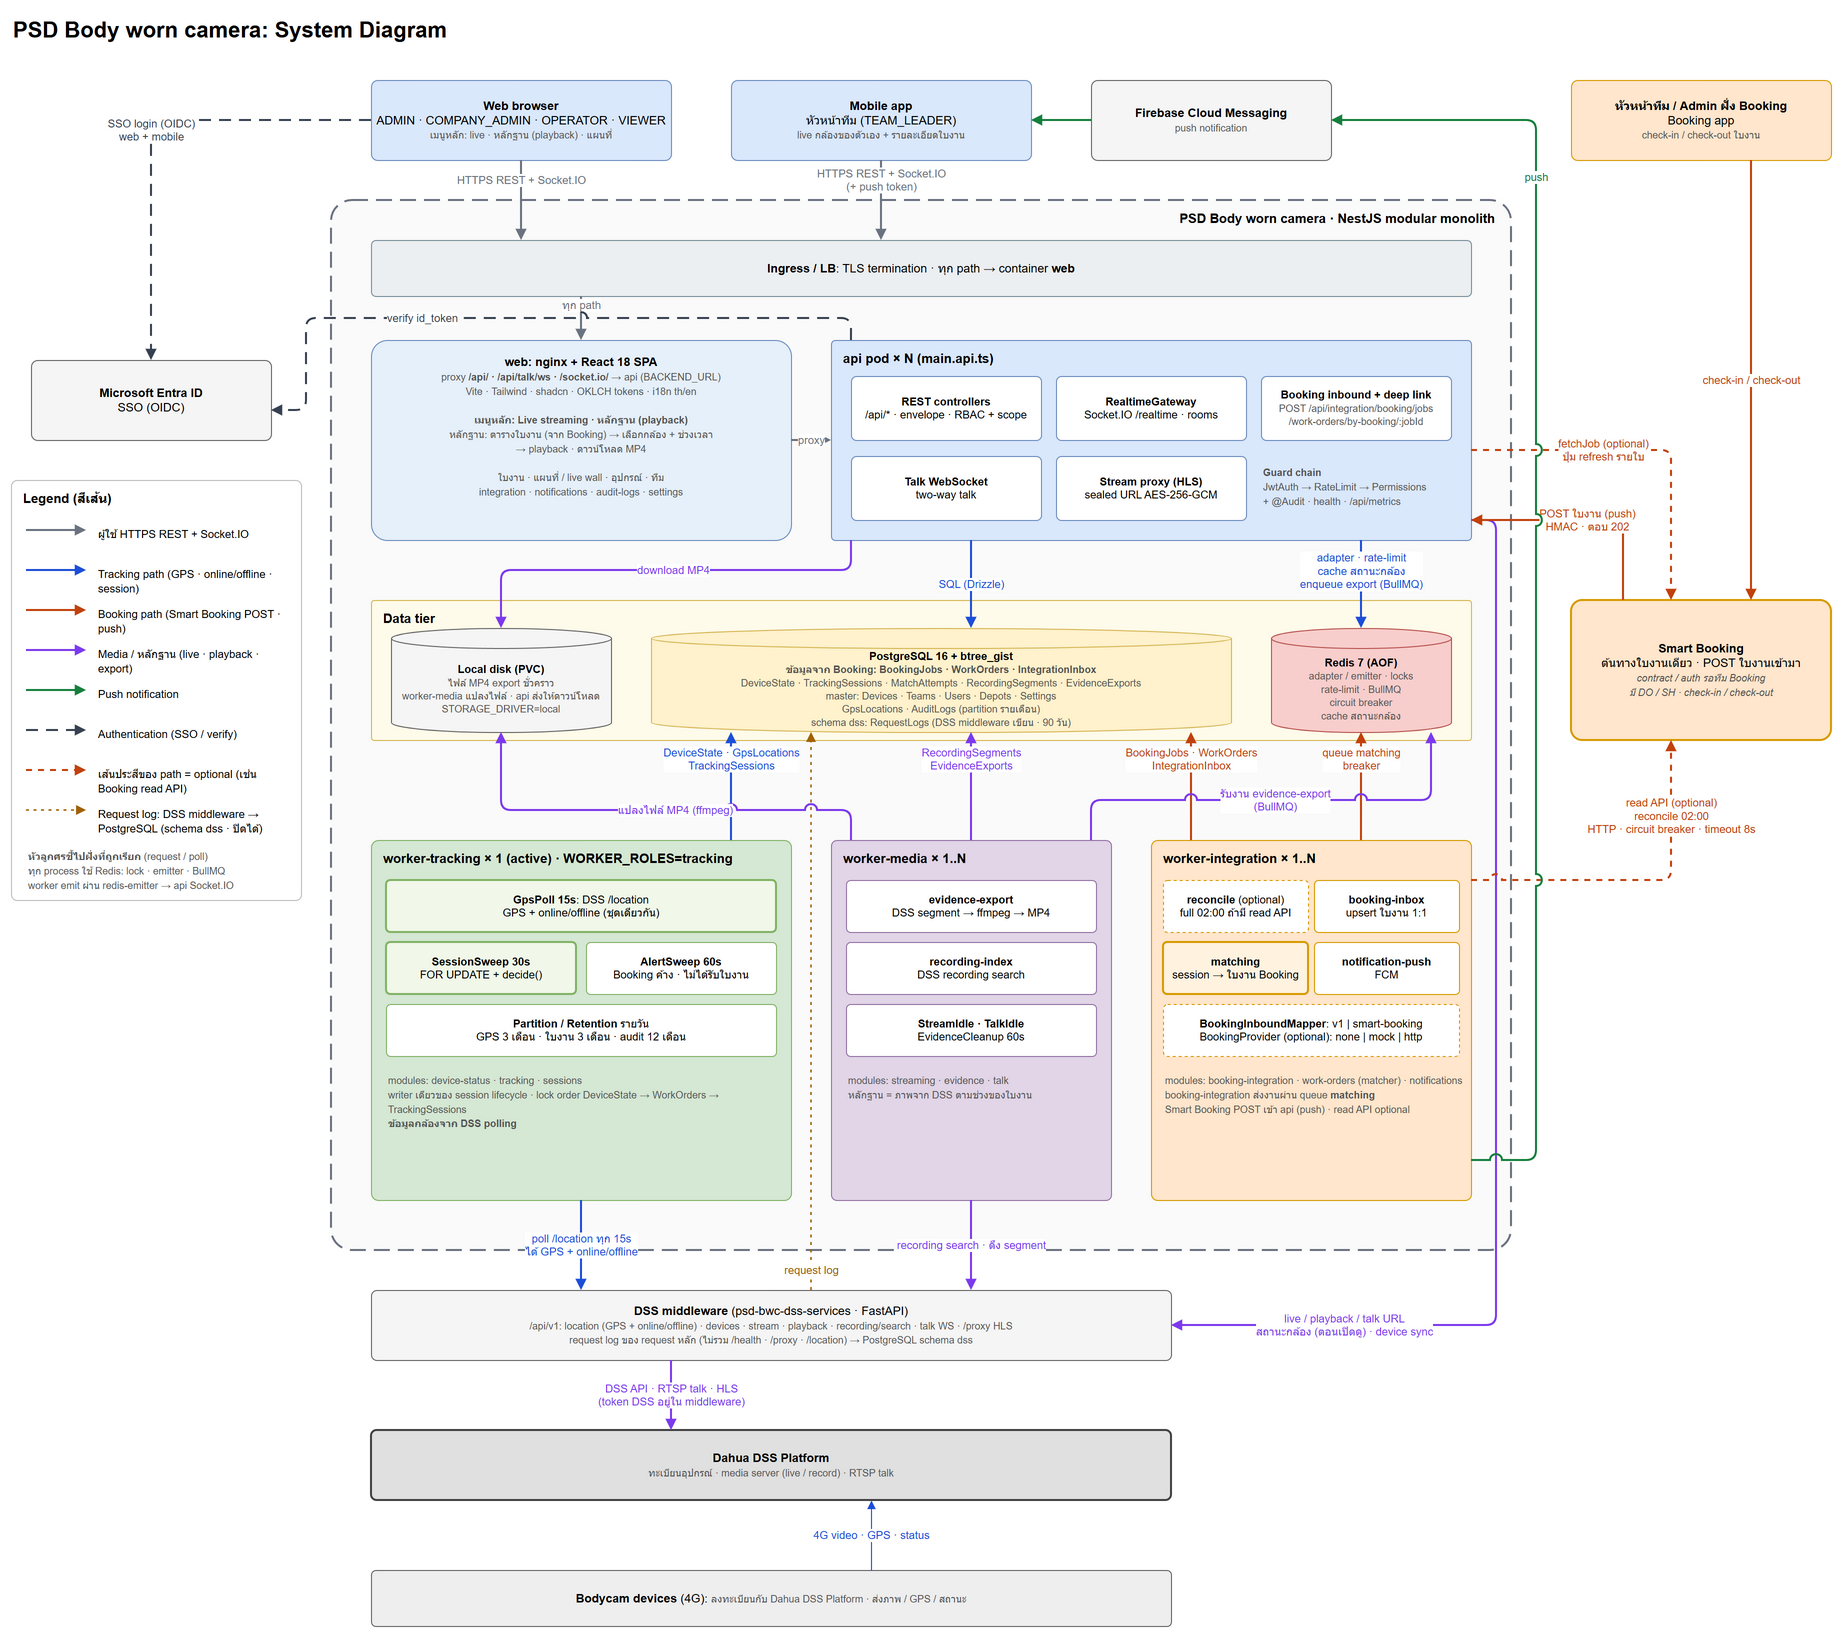 PSD Body worn camera: System Diagram
Web browser
ADMIN · COMPANY_ADMIN · OPERATOR · VIEWER
เมนูหลัก: live · หลักฐาน (playback) · แผนที่
Mobile app
หัวหน้าทีม (TEAM_LEADER)
live กล้องของตัวเอง + รายละเอียดใบงาน
Firebase Cloud Messaging
push notification
หัวหน้าทีม / Admin ฝั่ง Booking
Booking app
check-in / check-out ใบงาน
SSO login (OIDC)
web + mobile
HTTPS REST + Socket.IO
HTTPS REST + Socket.IO
(+ push token)
push
PSD Body worn camera · NestJS modular monolith
Ingress / LB: TLS termination · ทุก path → container web
ทุก path
verify id_token
Microsoft Entra ID
SSO (OIDC)
web: nginx + React 18 SPA
proxy /api/ · /api/talk/ws · /socket.io/ → api (BACKEND_URL)
Vite · Tailwind · shadcn · OKLCH tokens · i18n th/en
เมนูหลัก: Live streaming · หลักฐาน (playback)
หลักฐาน: ตารางใบงาน (จาก Booking) → เลือกกล้อง + ช่วงเวลา
→ playback · ดาวน์โหลด MP4
ใบงาน · แผนที่ / live wall · อุปกรณ์ · ทีม
integration · notifications · audit-logs · settings
proxy
api pod × N (main.api.ts)
REST controllers
/api/* · envelope · RBAC + scope
RealtimeGateway
Socket.IO /realtime · rooms
Booking inbound + deep link
POST /api/integration/booking/jobs
/work-orders/by-booking/:jobId
Talk WebSocket
two-way talk
Stream proxy (HLS)
sealed URL AES-256-GCM
Guard chain
JwtAuth → RateLimit → Permissions
+ @Audit · health · /api/metrics
check-in / check-out
fetchJob (optional)
ปุ่ม refresh รายใบ
POST ใบงาน (push)
HMAC · ตอบ 202
Legend (สีเส้น)
ผู้ใช้ HTTPS REST + Socket.IO
Tracking path (GPS · online/offline ·
session)
Booking path (Smart Booking POST ·
push)
Media / หลักฐาน (live · playback ·
export)
Push notification
Authentication (SSO / verify)
เส้นประสีของ path = optional (เช่น
Booking read API)
Request log: DSS middleware →
PostgreSQL (schema dss · ปิดได้)
หัวลูกศรชี้ไปฝั่งที่ถูกเรียก (request / poll)
ทุก process ใช้ Redis: lock · emitter · BullMQ
worker emit ผ่าน redis-emitter → api Socket.IO
download MP4
SQL (Drizzle)
adapter · rate-limit
cache สถานะกล้อง
enqueue export (BullMQ)
Data tier
Local disk (PVC)
ไฟล์ MP4 export ชั่วคราว
worker-media แปลงไฟล์ · api ส่งให้ดาวน์โหลด
STORAGE_DRIVER=local
PostgreSQL 16 + btree_gist
ข้อมูลจาก Booking: BookingJobs · WorkOrders · IntegrationInbox
DeviceState · TrackingSessions · MatchAttempts · RecordingSegments · EvidenceExports
master: Devices · Teams · Users · Depots · Settings
GpsLocations · AuditLogs (partition รายเดือน)
schema dss: RequestLogs (DSS middleware เขียน · 90 วัน)
Redis 7 (AOF)
adapter / emitter · locks
rate-limit · BullMQ
circuit breaker
cache สถานะกล้อง
Smart Booking
ต้นทางใบงานเดียว · POST ใบงานเข้ามา
contract / auth รอทีม Booking
มี DO / SH · check-in / check-out
DeviceState · GpsLocations
TrackingSessions
RecordingSegments
EvidenceExports
BookingJobs · WorkOrders
IntegrationInbox
queue matching
breaker
แปลงไฟล์ MP4 (ffmpeg)
รับงาน evidence-export
(BullMQ)
read API (optional)
reconcile 02:00
HTTP · circuit breaker · timeout 8s
worker-tracking × 1 (active) · WORKER_ROLES=tracking
GpsPoll 15s: DSS /location
GPS + online/offline (ชุดเดียวกัน)
SessionSweep 30s
FOR UPDATE + decide()
AlertSweep 60s
Booking ค้าง · ไม่ได้รับใบงาน
Partition / Retention รายวัน
GPS 3 เดือน · ใบงาน 3 เดือน · audit 12 เดือน
modules: device-status · tracking · sessions
writer เดียวของ session lifecycle · lock order DeviceState → WorkOrders →
TrackingSessions
ข้อมูลกล้องจาก DSS polling
worker-media × 1..N
evidence-export
DSS segment → ffmpeg → MP4
recording-index
DSS recording search
StreamIdle · TalkIdle
EvidenceCleanup 60s
modules: streaming · evidence · talk
หลักฐาน = ภาพจาก DSS ตามช่วงของใบงาน
worker-integration × 1..N
reconcile (optional)
full 02:00 ถ้ามี read API
booking-inbox
upsert ใบงาน 1:1
matching
session → ใบงาน Booking
notification-push
FCM
BookingInboundMapper: v1 | smart-booking
BookingProvider (optional): none | mock | http
modules: booking-integration · work-orders (matcher) · notifications
booking-integration ส่งงานผ่าน queue matching
Smart Booking POST เข้า api (push) · read API optional
poll /location ทุก 15s
ได้ GPS + online/offline
recording search · ดึง segment
request log
DSS middleware (psd-bwc-dss-services · FastAPI)
/api/v1: location (GPS + online/offline) · devices · stream · playback · recording/search · talk WS · /proxy HLS
request log ของ request หลัก (ไม่รวม /health · /proxy · /location) → PostgreSQL schema dss
live / playback / talk URL
สถานะกล้อง (ตอนเปิดดู) · device sync
DSS API · RTSP talk · HLS
(token DSS อยู่ใน middleware)
Dahua DSS Platform
ทะเบียนอุปกรณ์ · media server (live / record) · RTSP talk
4G video · GPS · status
Bodycam devices (4G): ลงทะเบียนกับ Dahua DSS Platform · ส่งภาพ / GPS / สถานะ